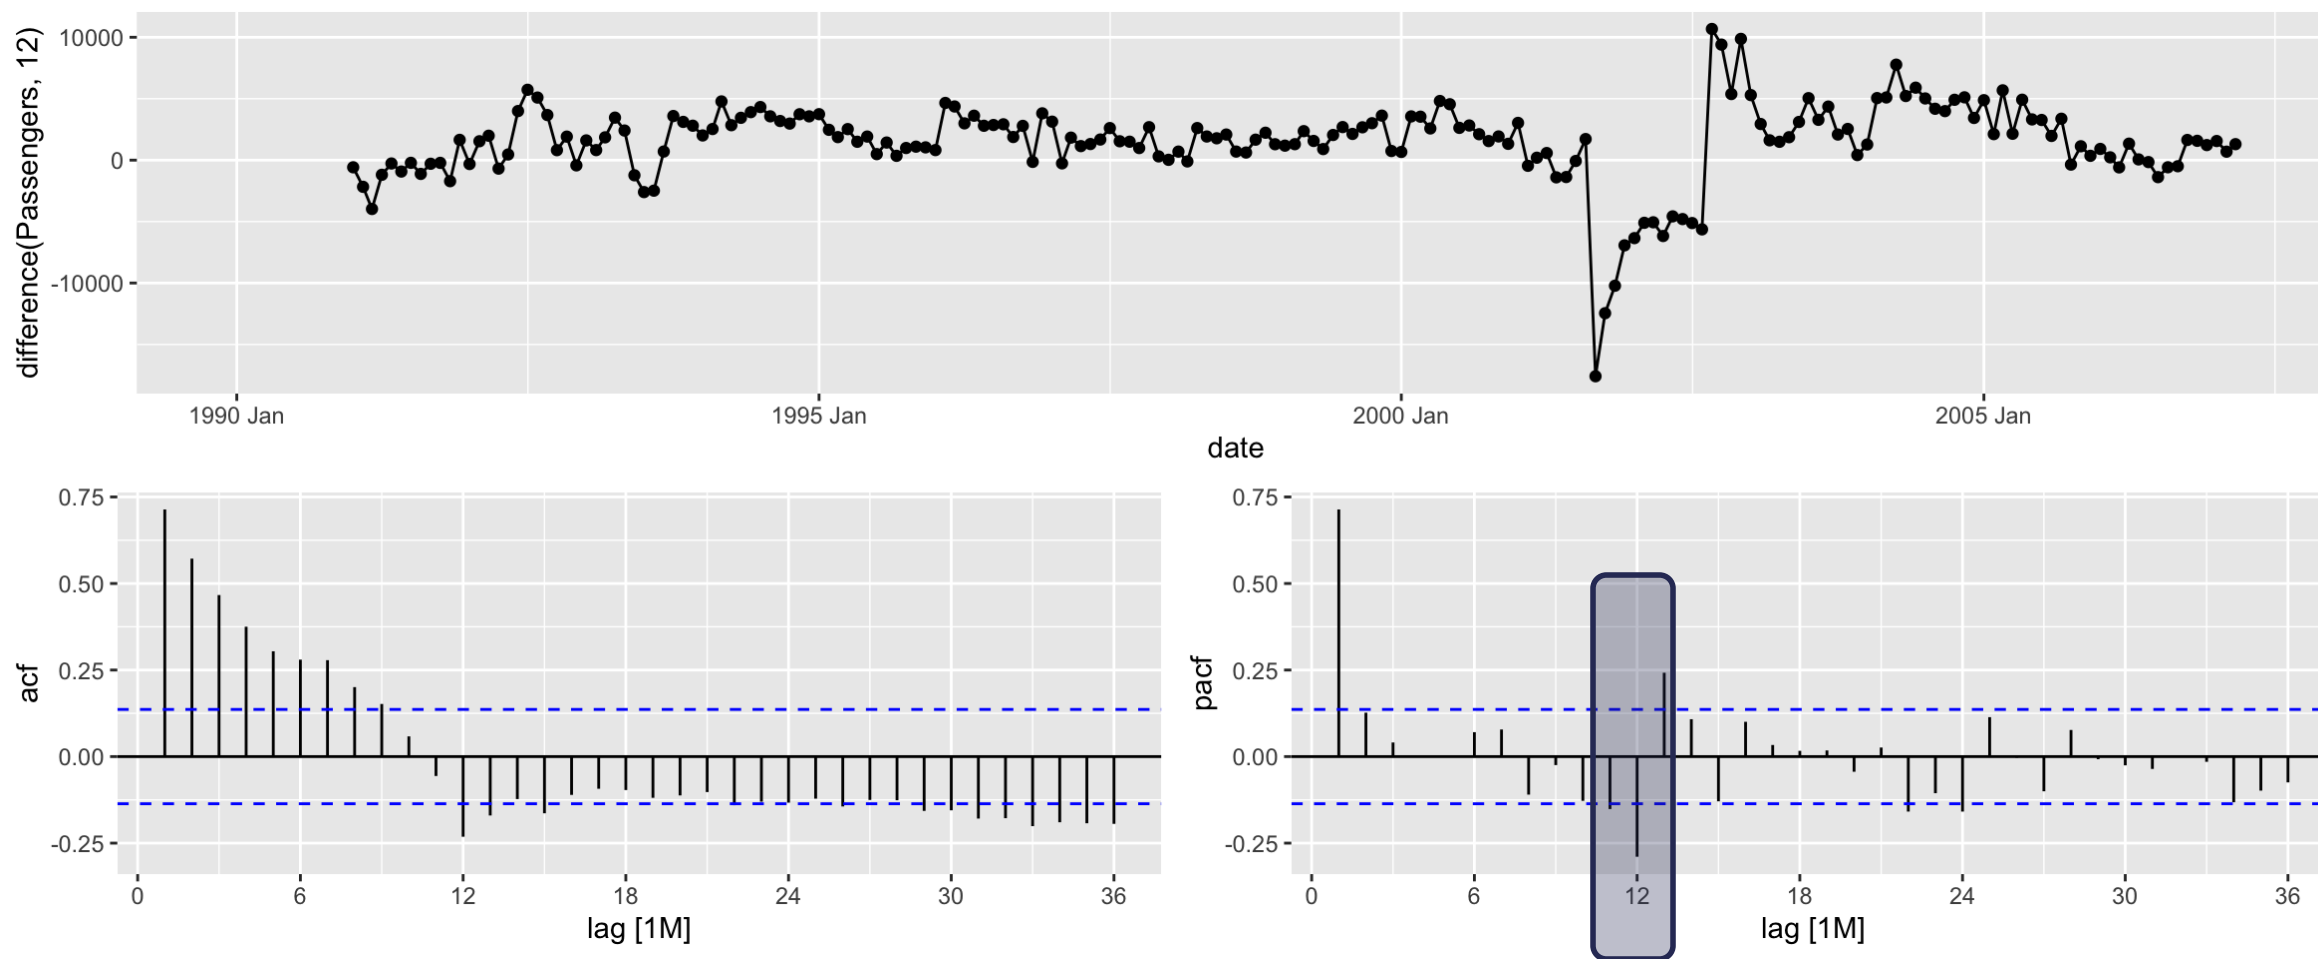 difference(Passengers, 12)
10000
0
-10000
1990 Jan
1995 Jan
2000 Jan
2005 Jan
date
acf
0.75
0.50
0.25
0.00
-0.25
0
6
12
18
24
30
36
lag [1M]
pacf
0.75
0.50
0.25
0.00
-0.25
0
6
12
18
24
30
36
lag [1M]